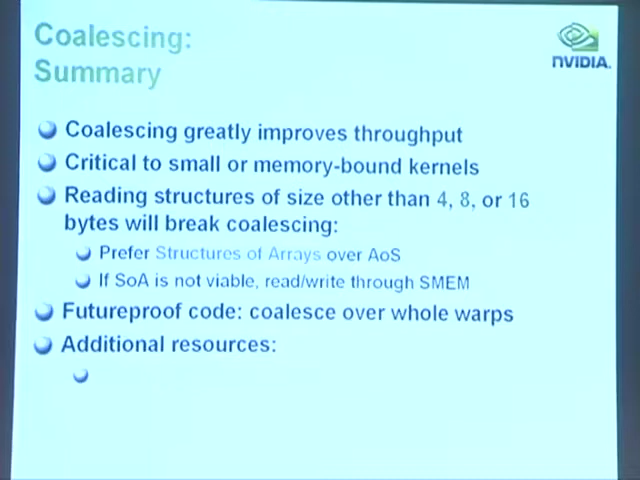 Coalescing:
Summary
NVIDIA.
Coalescing greatly improves throughput
Critical to small or memory-bound kernels
Reading structures of size other than 4, 8, or 16
bytes will break coalescing:
Prefer Structures of Arrays over AoS
If SoA is not viable, read/write through SMEM
Futureproof code: coalesce over whole warps
Additional resources: